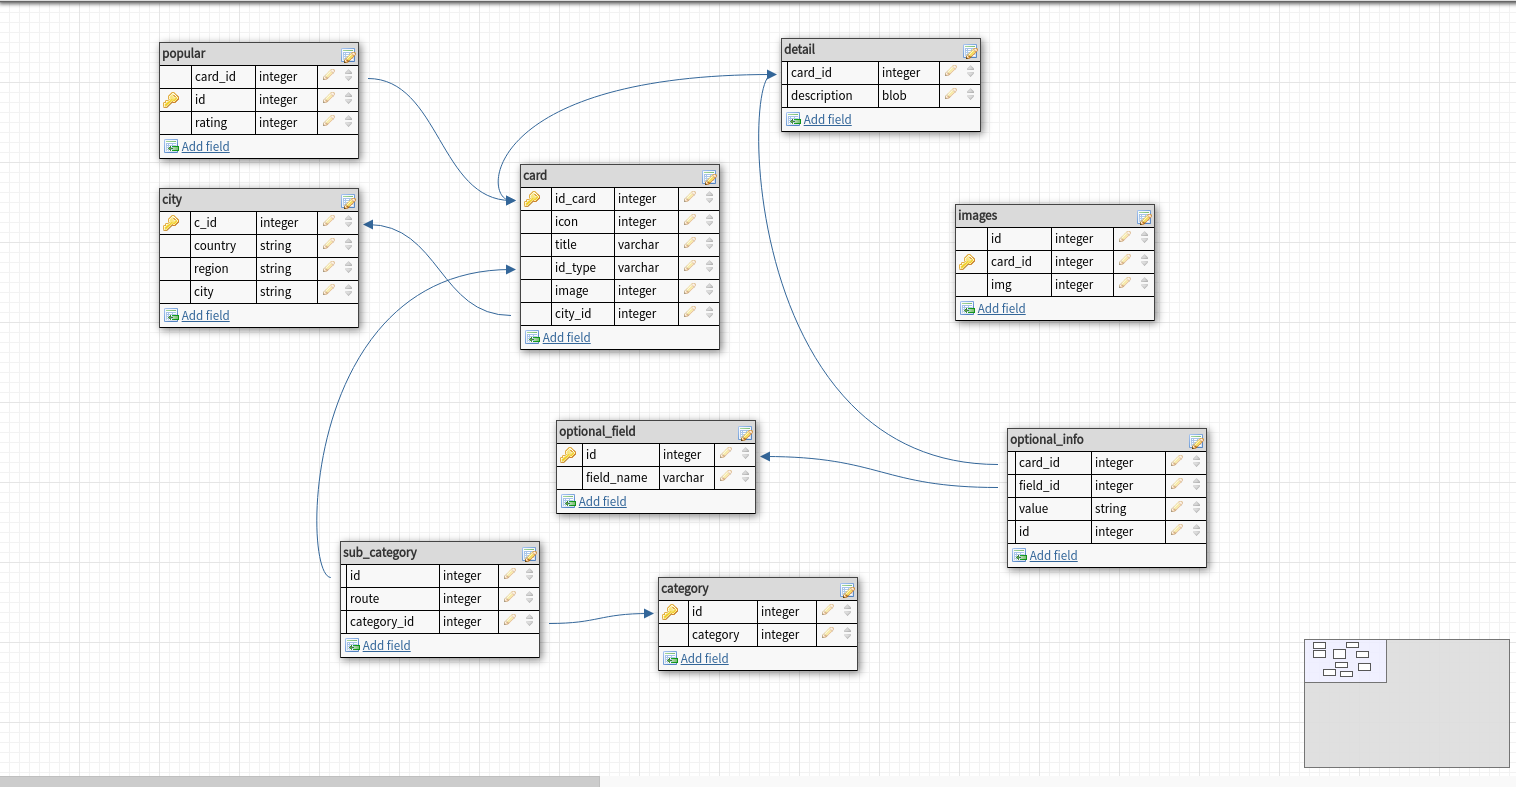 popular
card_id integer
id integer
rating integer
Add field
city
c_id integer
country string
region string
city string
Add field
card
id_card integer
icon integer
title varchar
id_type varchar
image integer
city_id integer
Add field
detail
card_id integer
description blob
Add field
images
id integer
card_id integer
img integer
Add field
optional_field
id integer
field_name varchar
Add field
optional_info
card_id integer
field_id integer
value string
id integer
Add field
sub_category
id integer
route integer
category_id integer
Add field
category
id integer
category integer
Add field